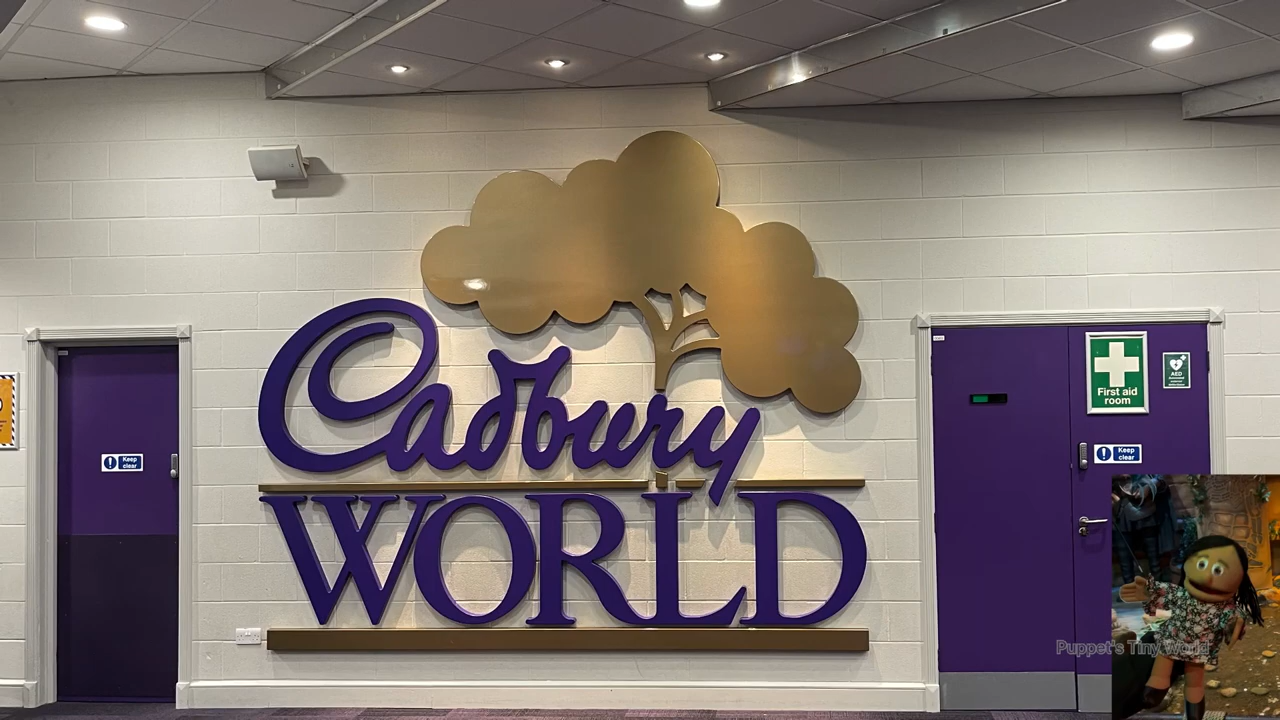 Cadbury
WORLD
Keep
clear
First aid
room
AED
Keep
clear
Puppet's Tiny World